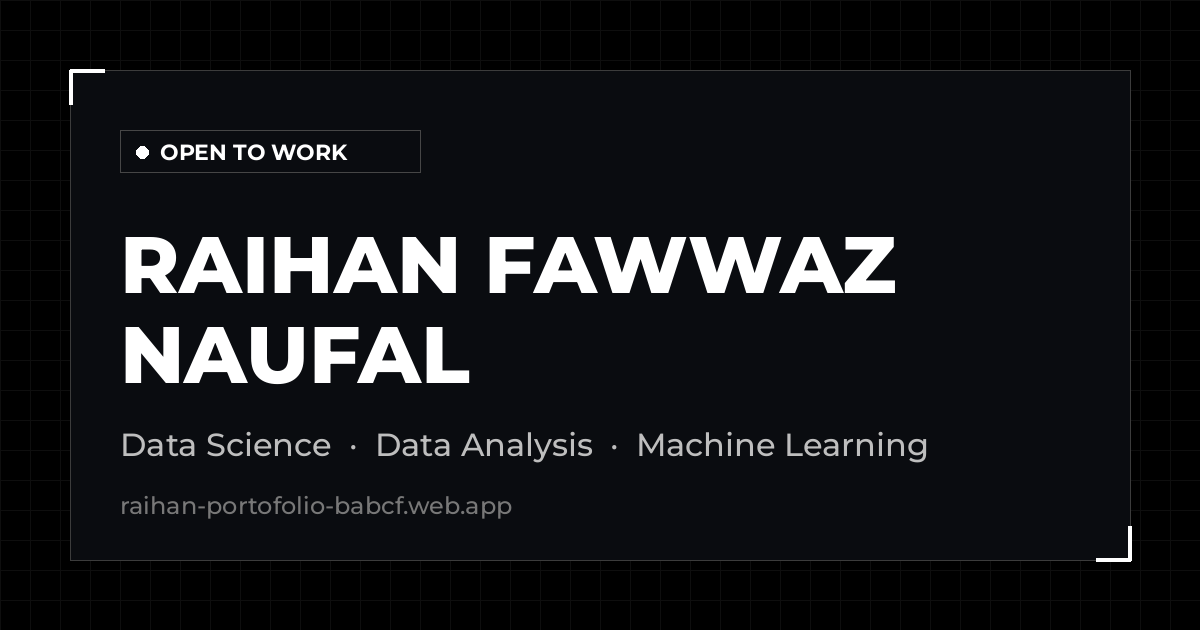 OPEN TO WORK
RAIHAN FAWWAZ
NAUFAL
Data Science · Data Analysis · Machine Learning
raihan-portofolio-babcf.web.app